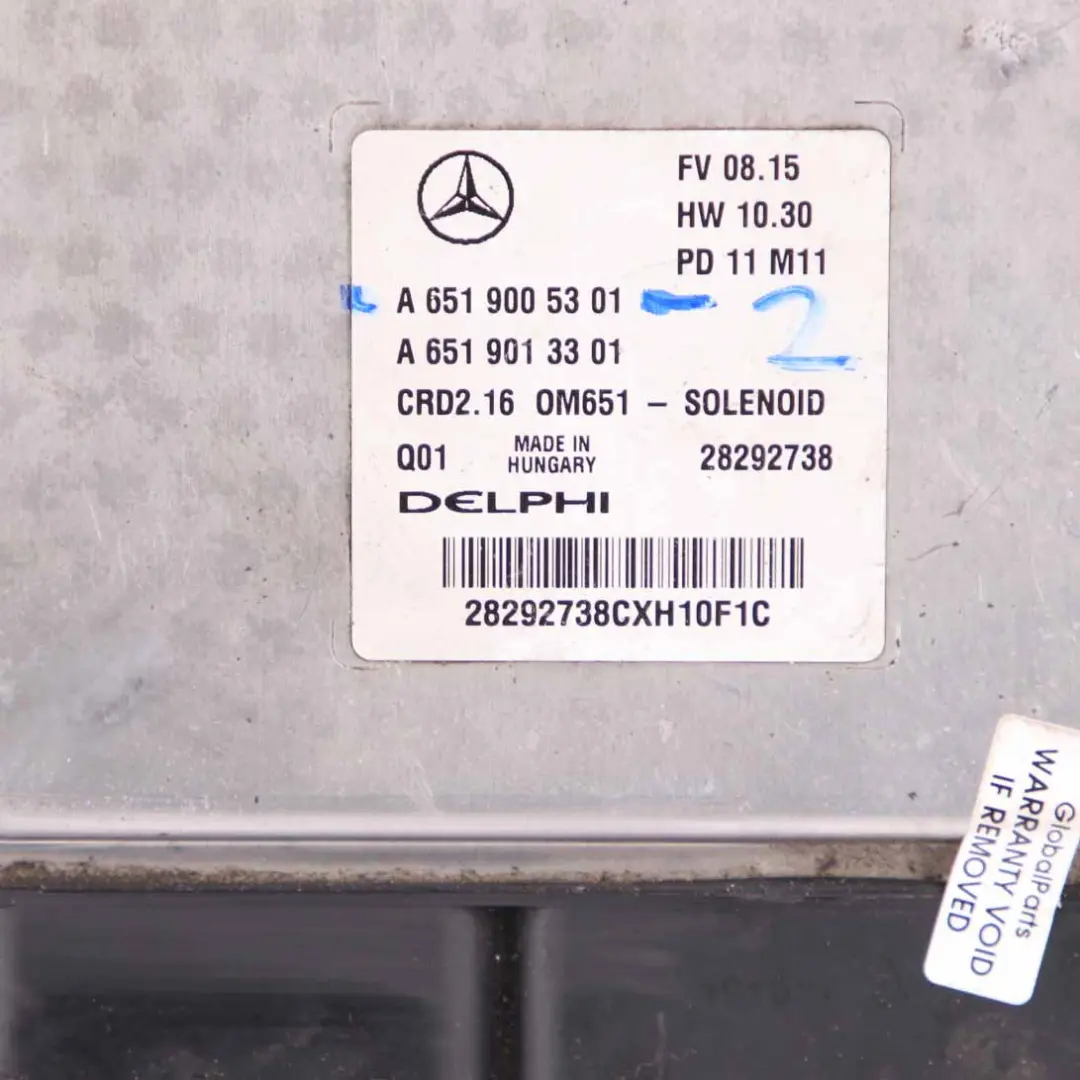 FV 08.15
HW 10.30
PD 11 M11
A 651 900 53 01
2
A 651 901 33 01
CRD2.16 OM651 – SOLENOID
Q01 MADE IN HUNGARY 28292738
DELPHI
28292738CXH10F1C
GlobalParts
WARRANTY VOID
IF REMOVED